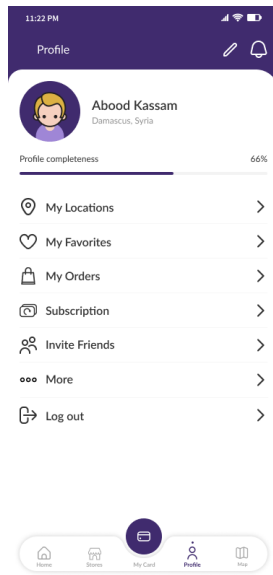 11:22 PM
Profile
Abood Kassam
Damascus, Syria
Profile completeness 66%
My Locations
My Favorites
My Orders
Subscription
Invite Friends
More
Log out
Home Stores My Card Profile Map